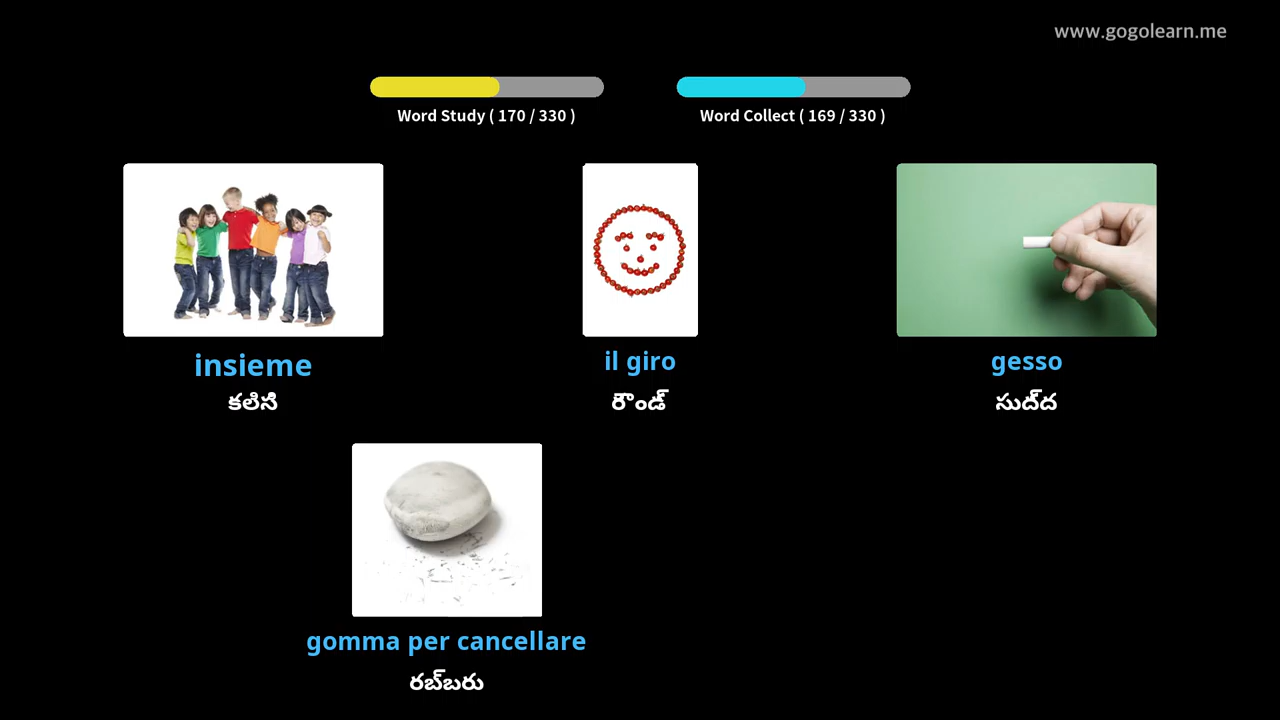 www.gogolearn.me
Word Study ( 170 / 330 )
Word Collect ( 169 / 330 )
insieme
కలిసి
il giro
రౌండ్
gesso
సుద్ద
gomma per cancellare
రబ్బరు